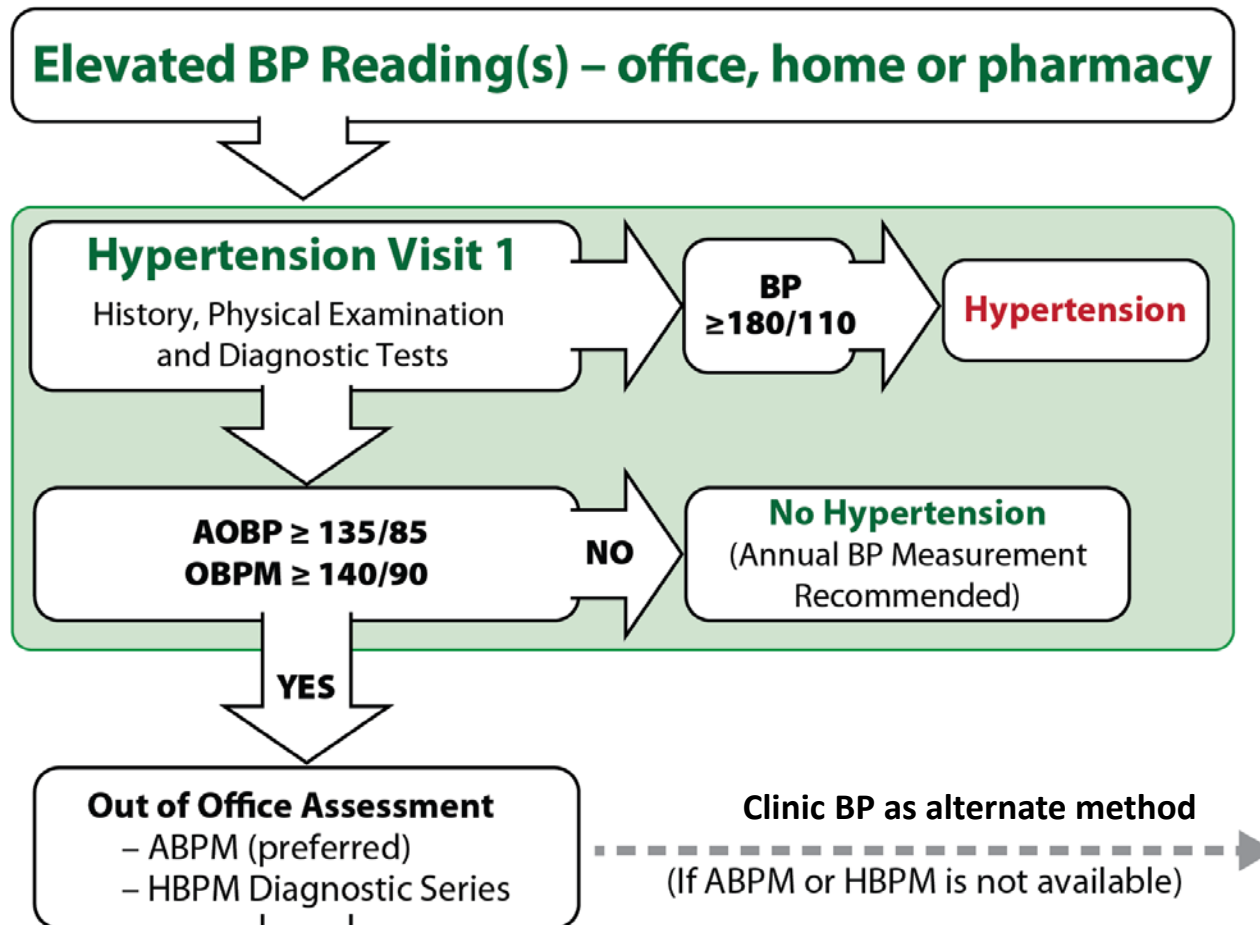 Elevated BP Reading(s) – office, home or pharmacy
Hypertension Visit 1
History, Physical Examination
and Diagnostic Tests
BP
≥180/110
Hypertension
AOBP ≥ 135/85
OBPM ≥ 140/90
NO
No Hypertension
(Annual BP Measurement
Recommended)
YES
Out of Office Assessment
– ABPM (preferred)
– HBPM Diagnostic Series
Clinic BP as alternate method
(If ABPM or HBPM is not available)